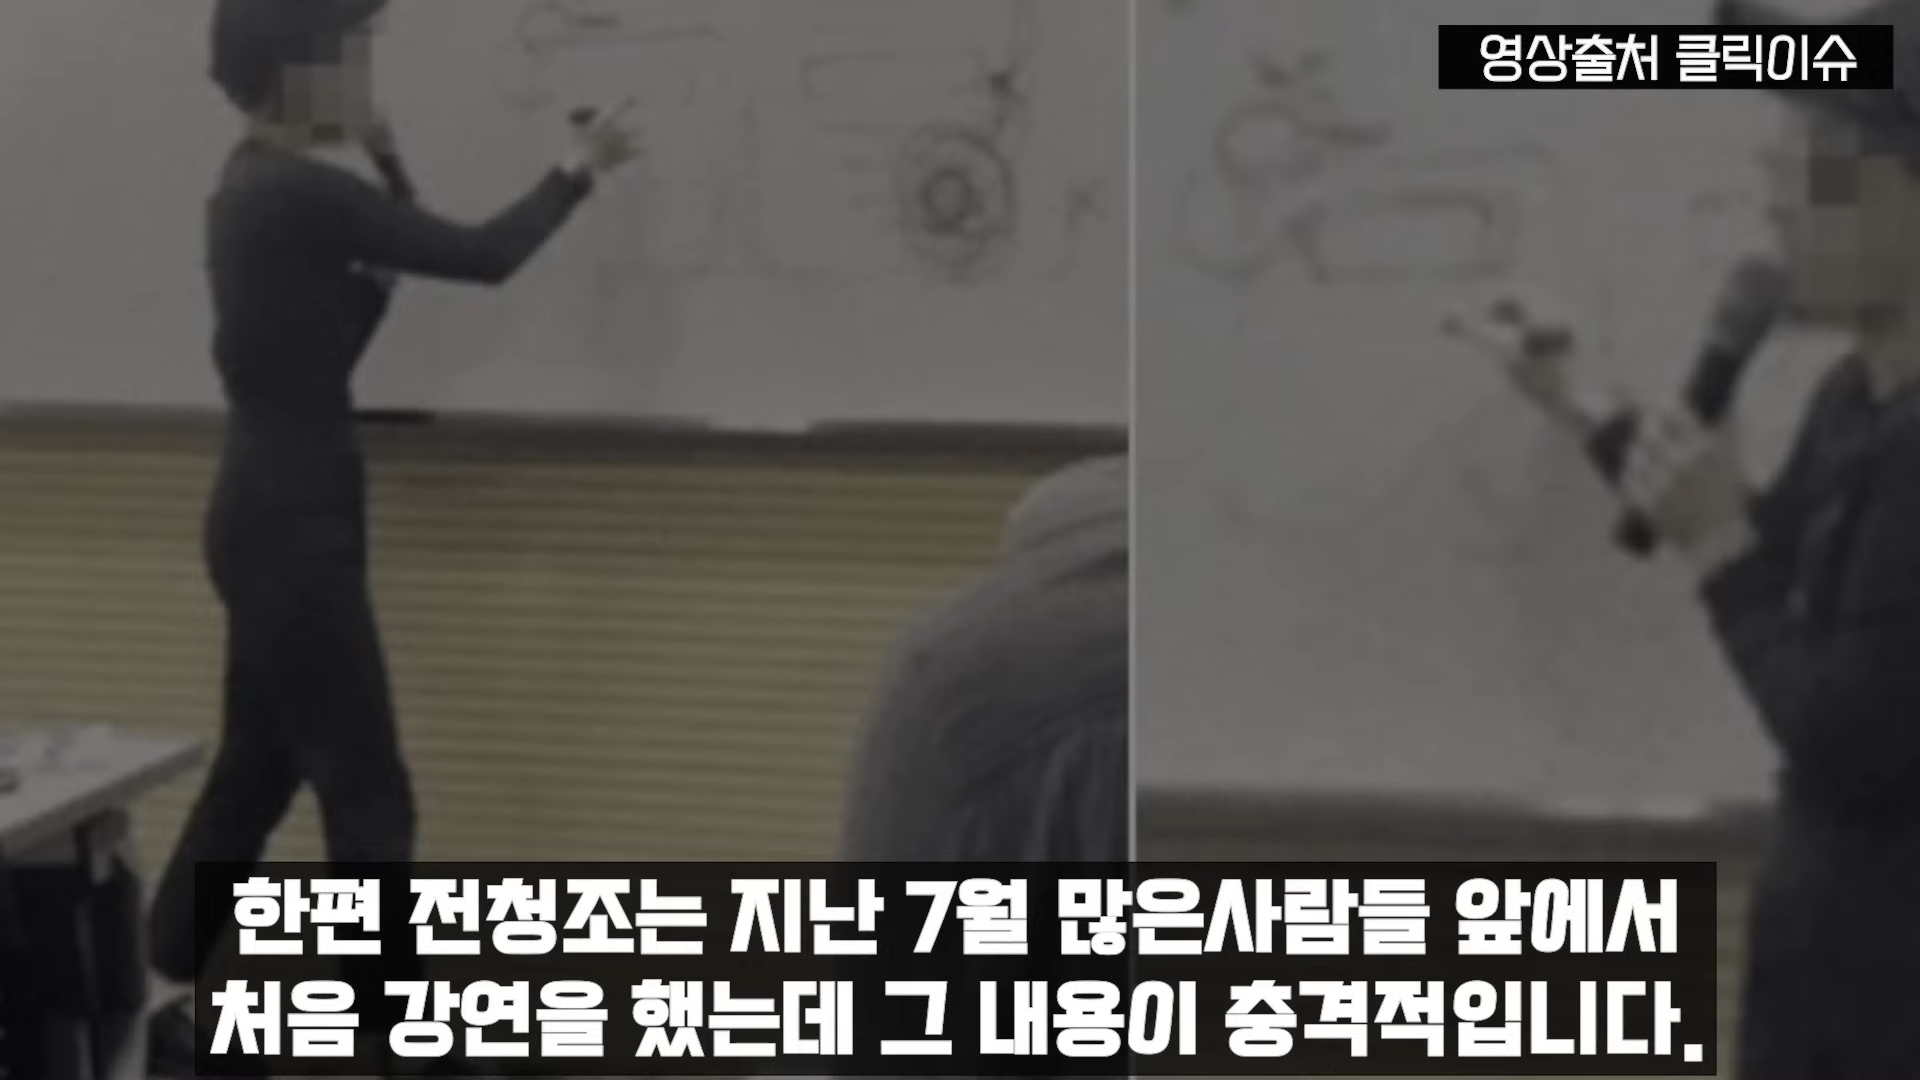 영상출처 클릭이슈
한편 전청조는 지난 7월 많은사람들 앞에서
처음 강연을 했는데 그 내용이 충격적입니다.